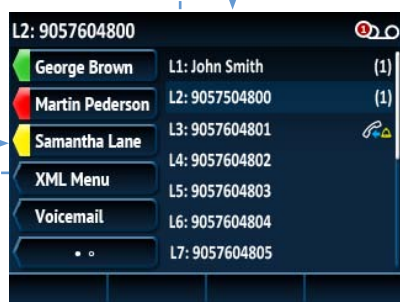 L2: 9057604800
1
George Brown
Martin Pederson
Samantha Lane
XML Menu
Voicemail
L1: John Smith (1)
L2: 9057504800 (1)
L3: 9057604801
L4: 9057604802
L5: 9057604803
L6: 9057604804
L7: 9057604805